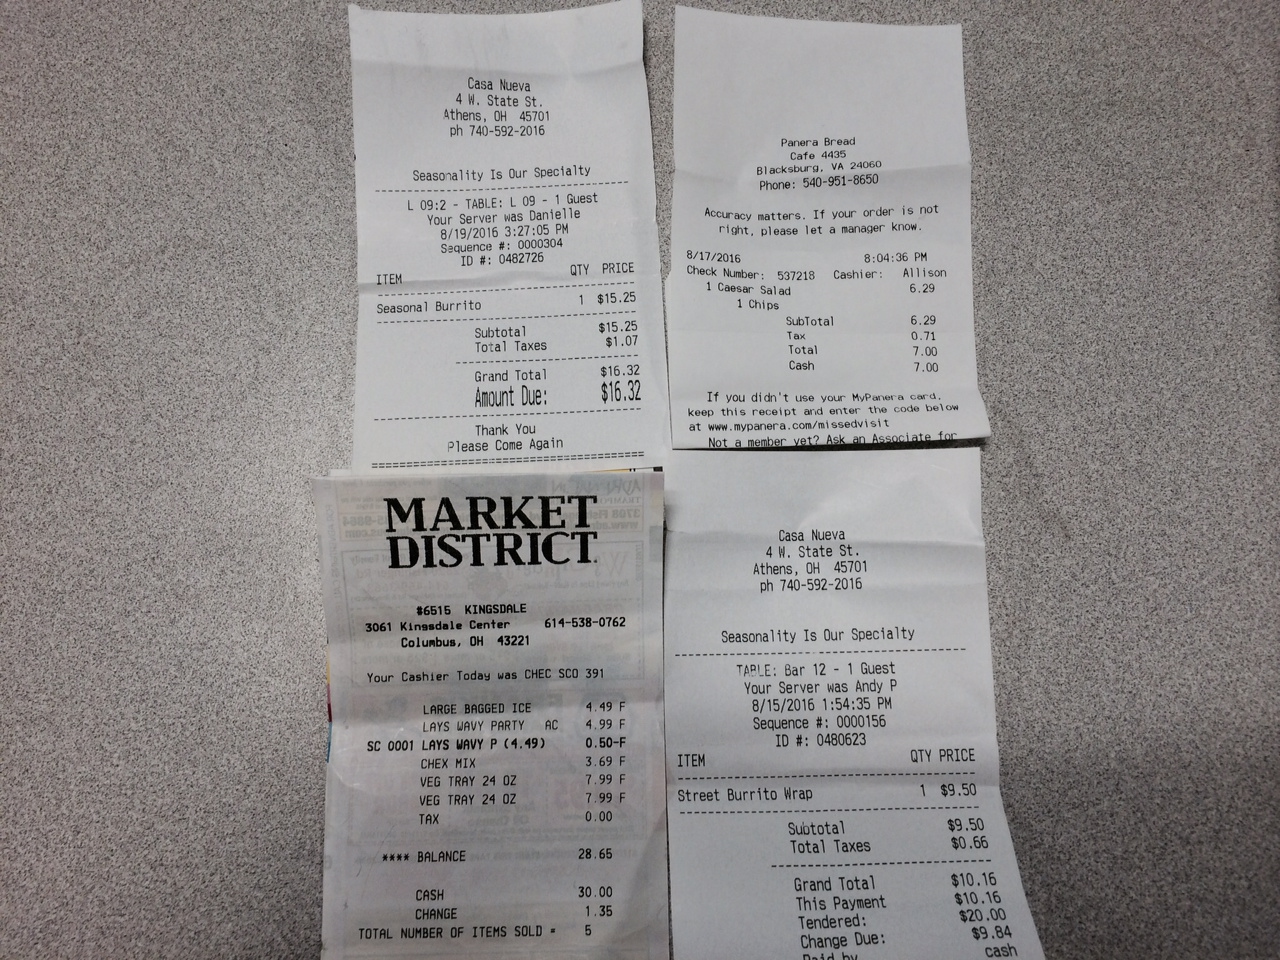 Casa Nueva
4 W. State St.
Athens, OH 45701
ph 740-592-2016
Seasonality Is Our Specialty
L 09:2 - TABLE: L 09 - 1 Guest
Your Server was Danielle
8/19/2016 3:27:05 PM
Sequence #: 0000304
ID #: 0482726
ITEM QTY PRICE
Seasonal Burrito 1 $15.25
Subtotal $15.25
Total Taxes $1.07
Grand Total $16.32
Amount Due: $16.32
Thank You
Please Come Again
Panera Bread
Cafe 4435
Blacksburg, VA 24060
Phone: 540-951-8650
Accuracy matters. If your order is not
right, please let a manager know.
8/17/2016 8:04:36 PM
Check Number: 537218 Cashier: Allison
1 Caesar Salad 6.29
1 Chips
SubTotal 6.29
Tax 0.71
Total 7.00
Cash 7.00
If you didn't use your MyPanera card,
keep this receipt and enter the code below
at www.mypanera.com/missedvisit
Not a member yet? Ask an Associate for
MARKET
DISTRICT.
#6515 KINGSDALE
3061 Kingsdale Center 614-538-0762
Columbus, OH 43221
Your Cashier Today was CHEC SCO 391
LARGE BAGGED ICE 4.49 F
LAYS WAVY PARTY AC 4.99 F
SC 0001 LAYS WAVY P (4.49) 0.50-F
CHEX MIX 3.69 F
VEG TRAY 24 OZ 7.99 F
VEG TRAY 24 OZ 7.99 F
TAX 0.00
**** BALANCE 28.65
CASH 30.00
CHANGE 1.35
TOTAL NUMBER OF ITEMS SOLD = 5
Casa Nueva
4 W. State St.
Athens, OH 45701
ph 740-592-2016
Seasonality Is Our Specialty
TABLE: Bar 12 - 1 Guest
Your Server was Andy P
8/15/2016 1:54:35 PM
Sequence #: 0000156
ID #: 0480623
ITEM QTY PRICE
Street Burrito Wrap 1 $9.50
Subtotal $9.50
Total Taxes $0.66
Grand Total $10.16
This Payment $10.16
Tendered: $20.00
Change Due: $9.84
Paid by cash